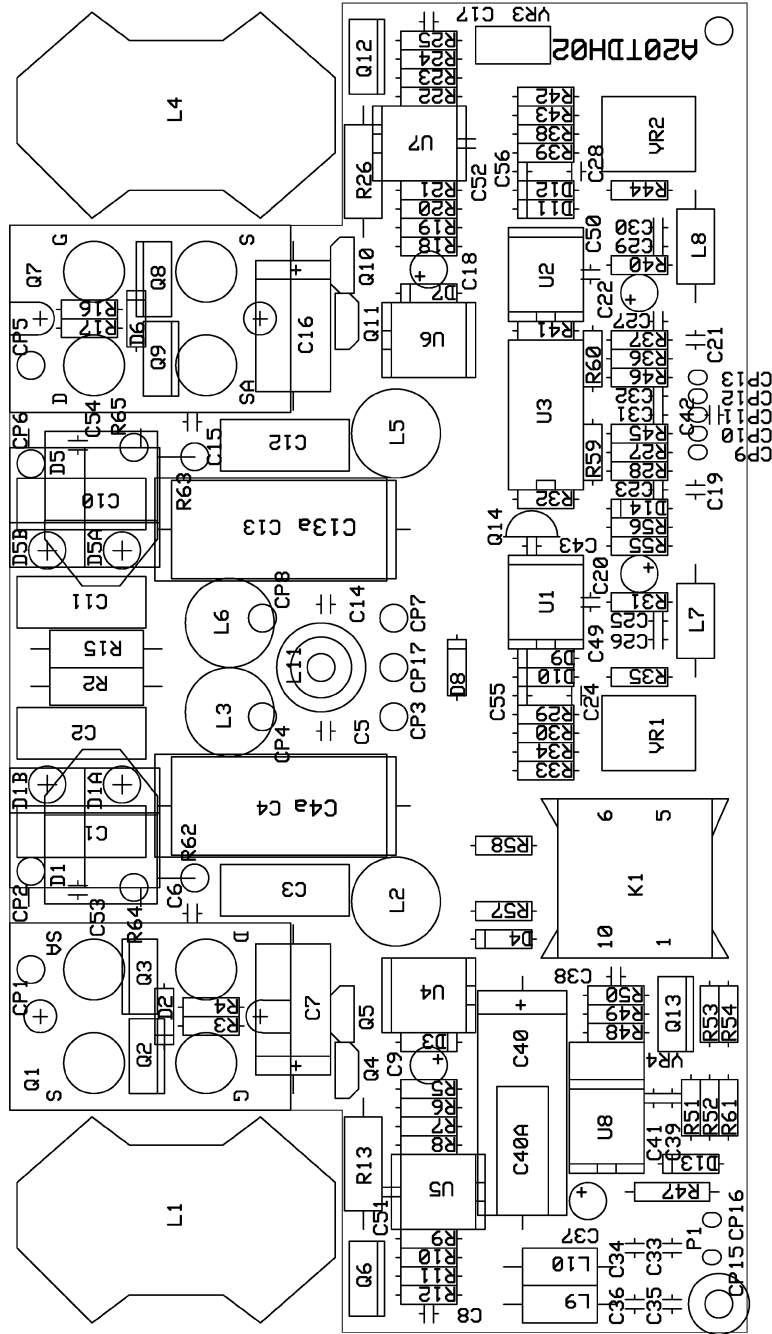 C17
VR3
Q12
R25
R24
R23
R22
A20TDH02
L4
U7
R42
R43
R38
R39
VR2
R26
C52
C56
C28
R21
R20
R19
R18
D12
D11
R44
G
S
Q7
Q8
Q10
C18
D7
C50
U2
C22
C30
C29
R40
L8
R16
R17
D6
CP5
Q9
C16
Q11
U6
R41
C27
R37
R36
R46
C21
D
SA
R60
U3
C32
C31
C42
CP13
CP12
CP11
CP10
CP9
CP6
C54
R65
D5
C15
C12
L5
R63
R59
R45
R27
R28
C10
C13
C13a
R32
C23
D14
R56
R55
C19
D5B
D5A
Q14
C43
C11
L6
CP8
C14
CP7
U1
C20
C49
R31
C25
C26
L7
R15
L11
CP17
D8
D9
D10
R35
R2
C2
L3
CP4
C5
CP3
C55
C24
R29
R30
R34
R33
VR1
D1B
D1A
C1
C4a
C4
CP2
D1
R62
R58
6
5
K1
10
1
C53
R64
C6
C3
L2
R57
D4
CP1
SA
D
Q1
Q3
D2
R4
R3
C7
Q5
U4
C38
R50
R49
R48
Q13
R53
R54
S
G
Q2
Q4
D3
C9
C40
VR4
R5
R6
R7
R8
C40A
U8
C41
C39
R51
R52
R61
R13
L1
C51
U5
D13
R47
R9
R10
R11
R12
C37
L10
L9
C34
C33
C36
C35
P1
CP16
CP15
Q6
C8